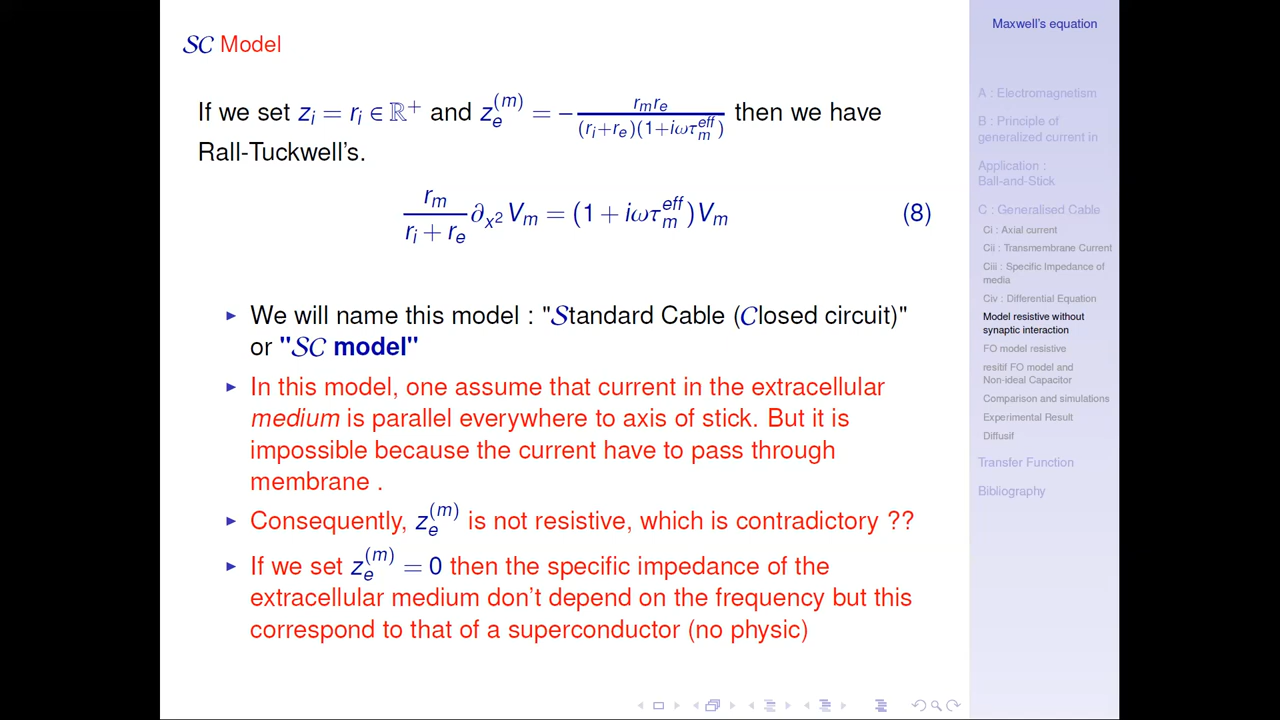 SC Model
If we set z_i = r_i ∈ ℝ⁺ and z_e^(m) = − r_m r_e / ((r_i+r_e)(1+iωτ_m^eff)) then we have
Rall-Tuckwell's.
r_m / (r_i + r_e) ∂_x² V_m = (1 + iωτ_m^eff)V_m (8)
▶ We will name this model : "Standard Cable (Closed circuit)"
or "SC model"
▶ In this model, one assume that current in the extracellular
medium is parallel everywhere to axis of stick. But it is
impossible because the current have to pass through
membrane .
▶ Consequently, z_e^(m) is not resistive, which is contradictory ??
▶ If we set z_e^(m) = 0 then the specific impedance of the
extracellular medium don't depend on the frequency but this
correspond to that of a superconductor (no physic)
Maxwell's equation
A : Electromagnetism
B : Principle of
generalized current in
Application :
Ball-and-Stick
C : Generalised Cable
Ci : Axial current
Cii : Transmembrane Current
Ciii : Specific Impedance of
media
Civ : Differential Equation
Model resistive without
synaptic interaction
FO model resistive
resitif FO model and
Non-ideal Capacitor
Comparison and simulations
Experimental Result
Diffusif
Transfer Function
Bibliography